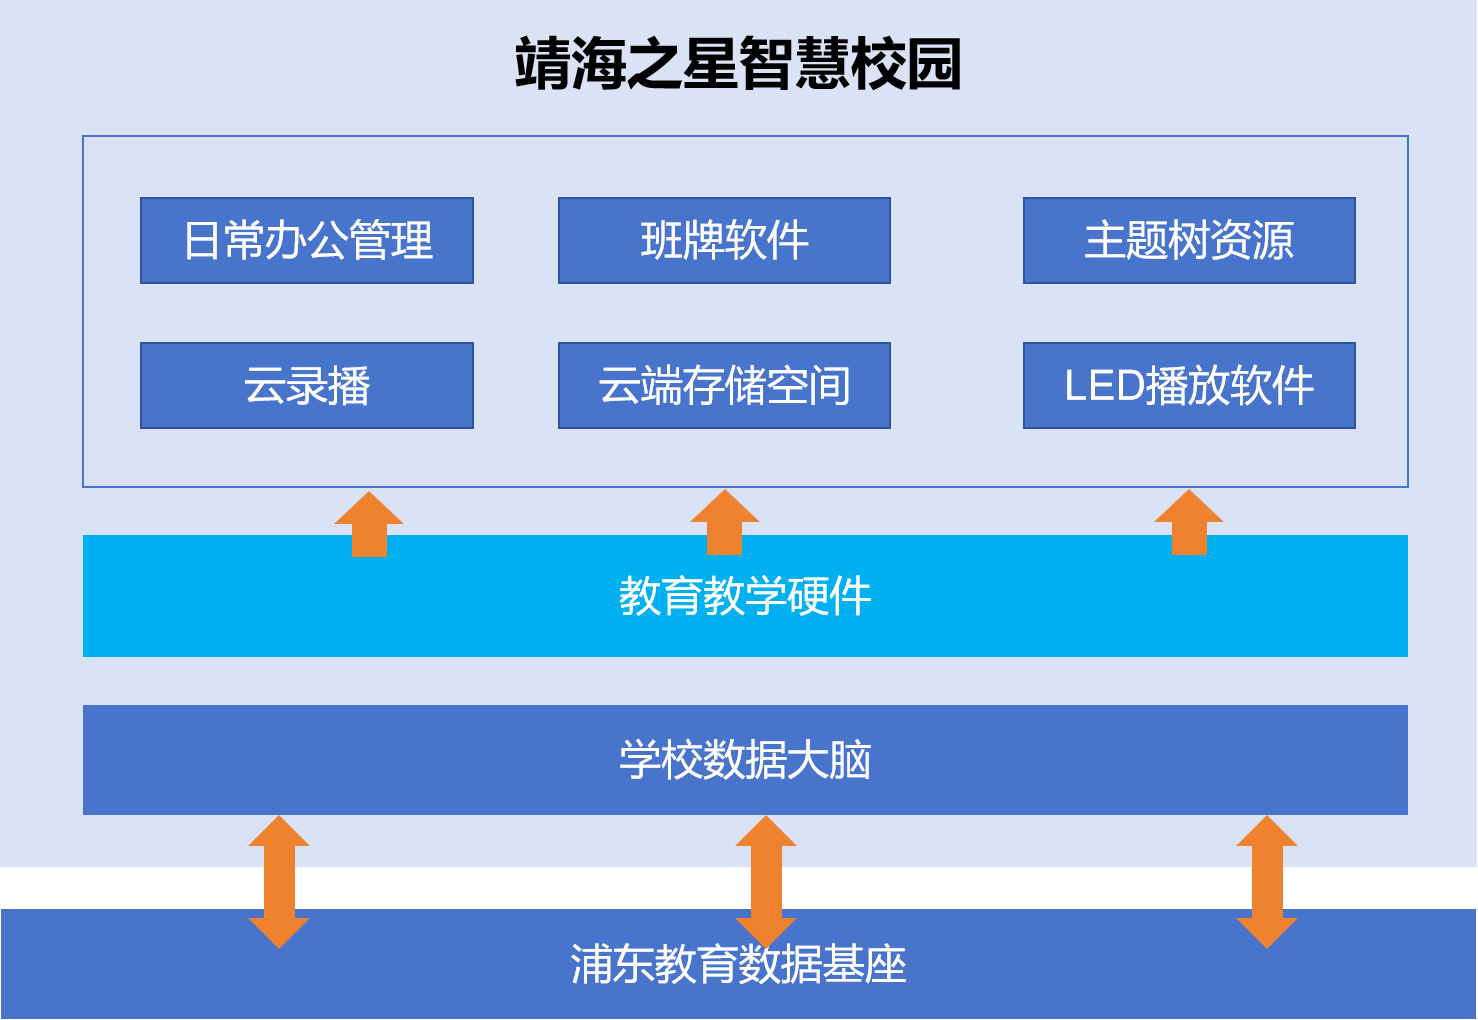 靖海之星智慧校园
日常办公管理
班牌软件
主题树资源
云录播
云端存储空间
LED播放软件
教育教学硬件
学校数据大脑
浦东教育数据基座